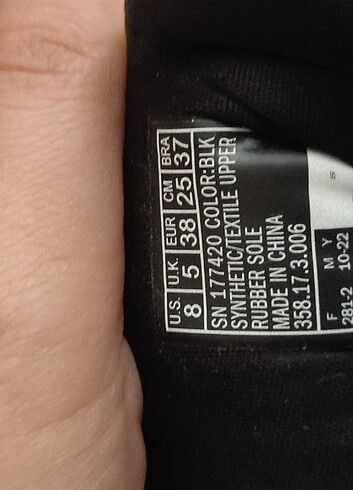 U.S. U.K. EUR CM BRA
8 5 38 25 37
SN 177420 COLOR:BLK
SYNTHETIC/TEXTILE UPPER
RUBBER SOLE
MADE IN CHINA
358.17.3.006
F M Y
281-2 10-22